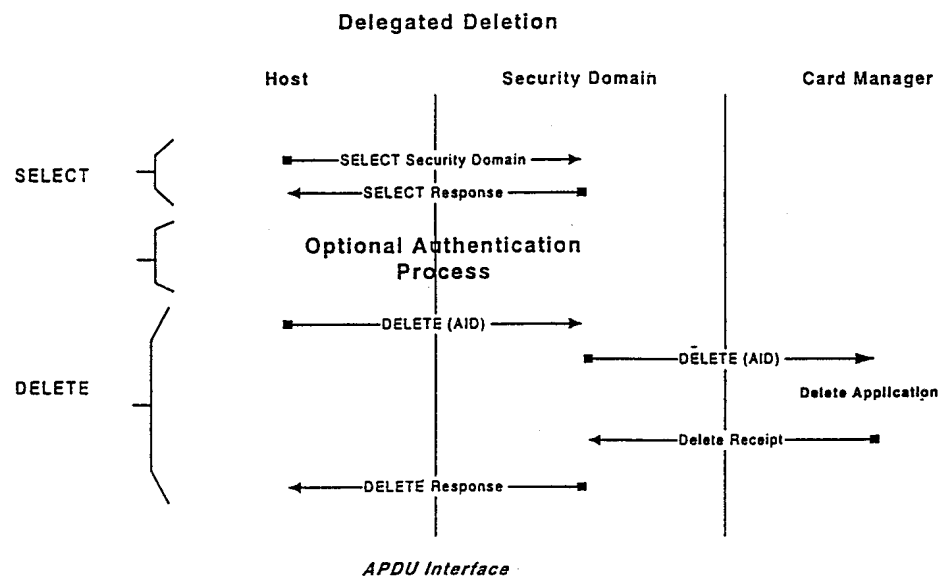 Delegated Deletion
Host Security Domain Card Manager
SELECT Security Domain
SELECT
SELECT Response
Optional Authentication
Process
DELETE (AID)
DELETE (AID)
DELETE
Delete Application
Delete Receipt
DELETE Response
APDU Interface